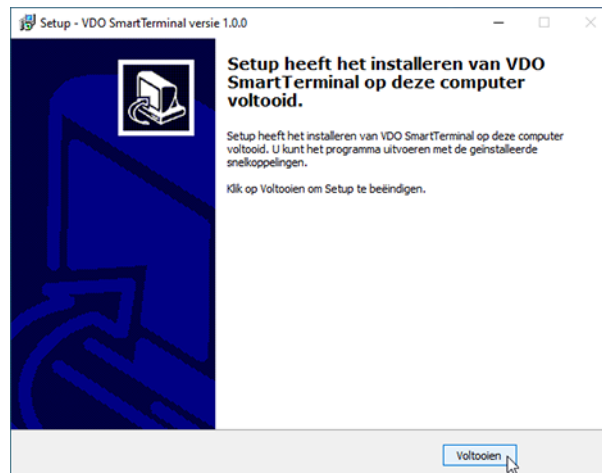 Setup - VDO SmartTerminal versie 1.0.0
Setup heeft het installeren van VDO
SmartTerminal op deze computer
voltooid.
Setup heeft het installeren van VDO SmartTerminal op deze computer
voltooid. U kunt het programma uitvoeren met de geïnstalleerde
snelkoppelingen.
Klik op Voltooien om Setup te beëindigen.
Voltooien